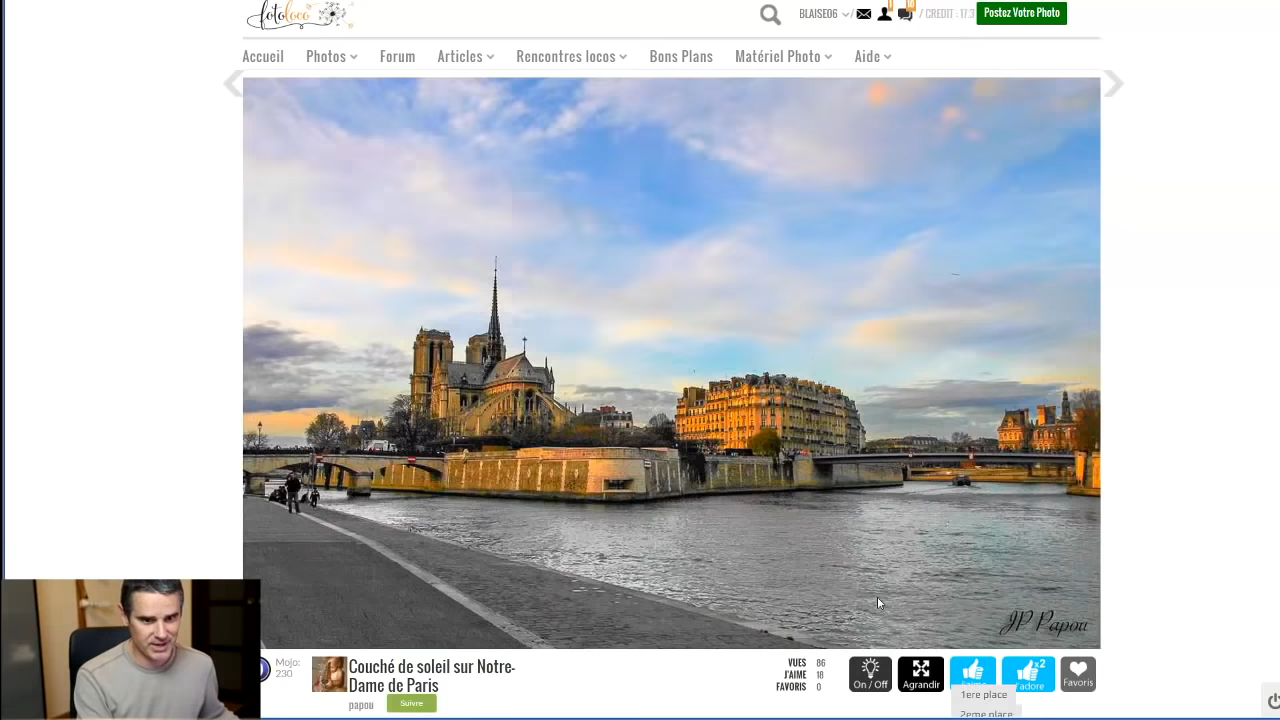 fotoloco
BLAISE06 / / CREDIT : 17.3 Postez Votre Photo
Accueil Photos Forum Articles Rencontres locos Bons Plans Matériel Photo Aide
JP Papou
Mojo:
230
Couché de soleil sur Notre-
Dame de Paris
papou Suivre
VUES 86
J'AIME 18
FAVORIS 0
On / Off Agrandir J'aime x2 J'adore Favoris
1ere place
2eme place